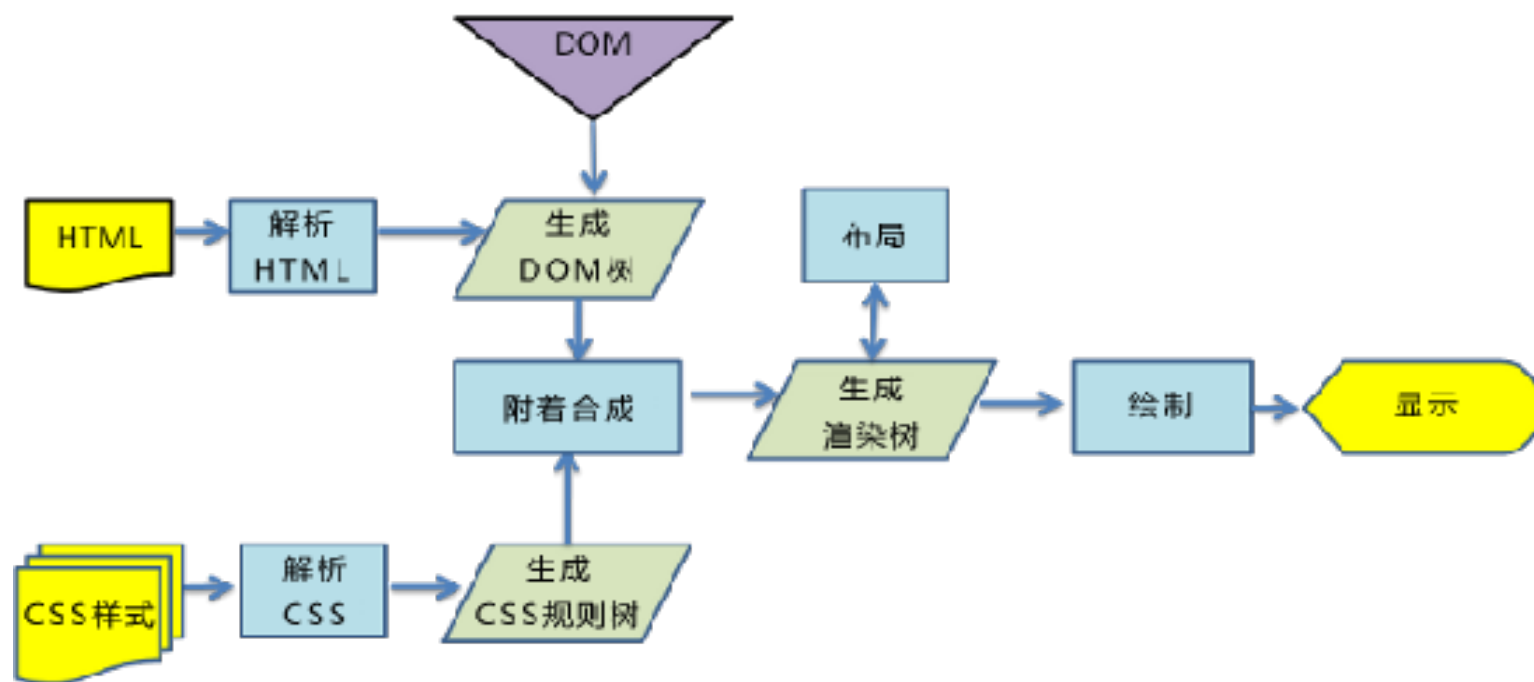 DOM
HTML
解析
HTML
生成
DOM树
布局
附着合成
生成
渲染树
绘制
显示
CSS样式
解析
CSS
生成
CSS规则树